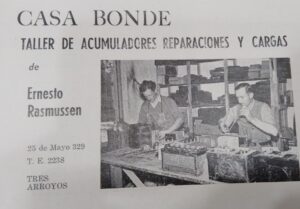 CASA BONDE
TALLER DE ACUMULADORES REPARACIONES Y CARGAS
de
Ernesto
Rasmussen
25 de Mayo 329
T. E. 2238
TRES
ARROYOS